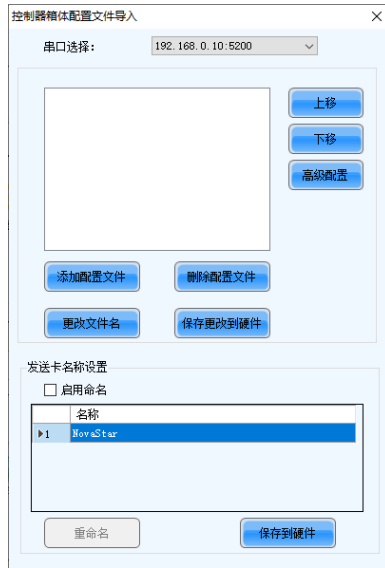 控制器箱体配置文件导入
串口选择： 192.168.0.10:5200
上移
下移
高级配置
添加配置文件 删除配置文件
更改文件名 保存更改到硬件
发送卡名称设置
启用命名
名称
1 NovaStar
重命名 保存到硬件